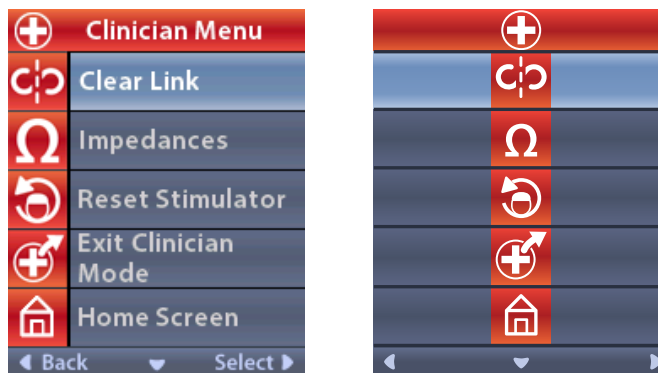 Clinician Menu
Clear Link
Ω Impedances
Reset Stimulator
Exit Clinician
Mode
Home Screen
Back Select
Ω